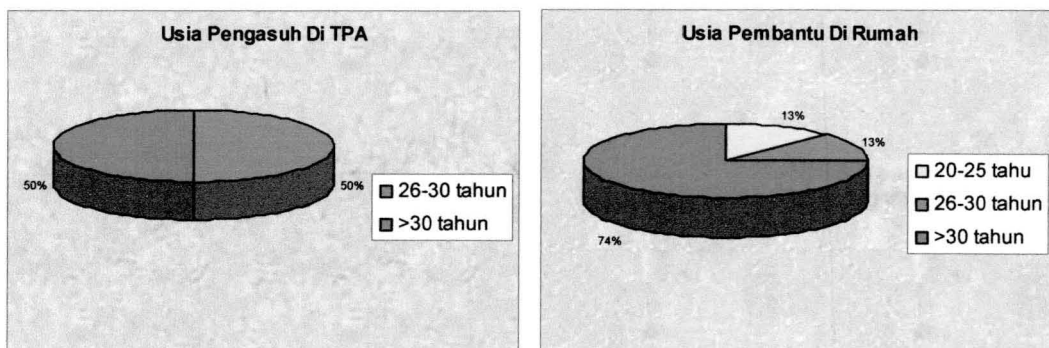 Usia Pengasuh Di TPA
50%
50%
26-30 tahun
>30 tahun
Usia Pembantu Di Rumah
13%
13%
74%
20-25 tahu
26-30 tahun
>30 tahun